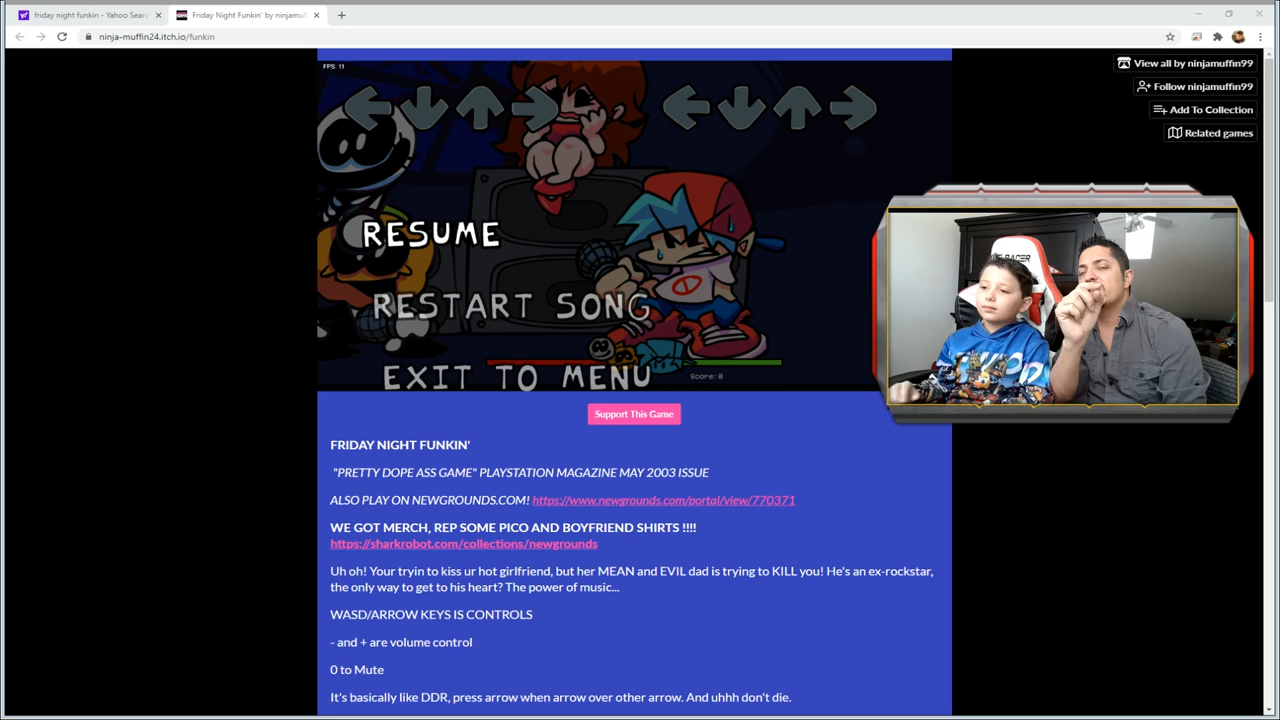 friday night funkin - Yahoo Sear
Friday Night Funkin' by ninjamuf
ninja-muffin24.itch.io/funkin
View all by ninjamuffin99
Follow ninjamuffin99
Add To Collection
Related games
FPS: 11
RESUME
RESTART SONG
EXIT TO MENU
Score:0
RACER
Support This Game
FRIDAY NIGHT FUNKIN'
"PRETTY DOPE ASS GAME" PLAYSTATION MAGAZINE MAY 2003 ISSUE
ALSO PLAY ON NEWGROUNDS.COM! https://www.newgrounds.com/portal/view/770371
WE GOT MERCH, REP SOME PICO AND BOYFRIEND SHIRTS !!!!
https://sharkrobot.com/collections/newgrounds
Uh oh! Your tryin to kiss ur hot girlfriend, but her MEAN and EVIL dad is trying to KILL you! He's an ex-rockstar,
the only way to get to his heart? The power of music...
WASD/ARROW KEYS IS CONTROLS
- and + are volume control
0 to Mute
It's basically like DDR, press arrow when arrow over other arrow. And uhhh don't die.